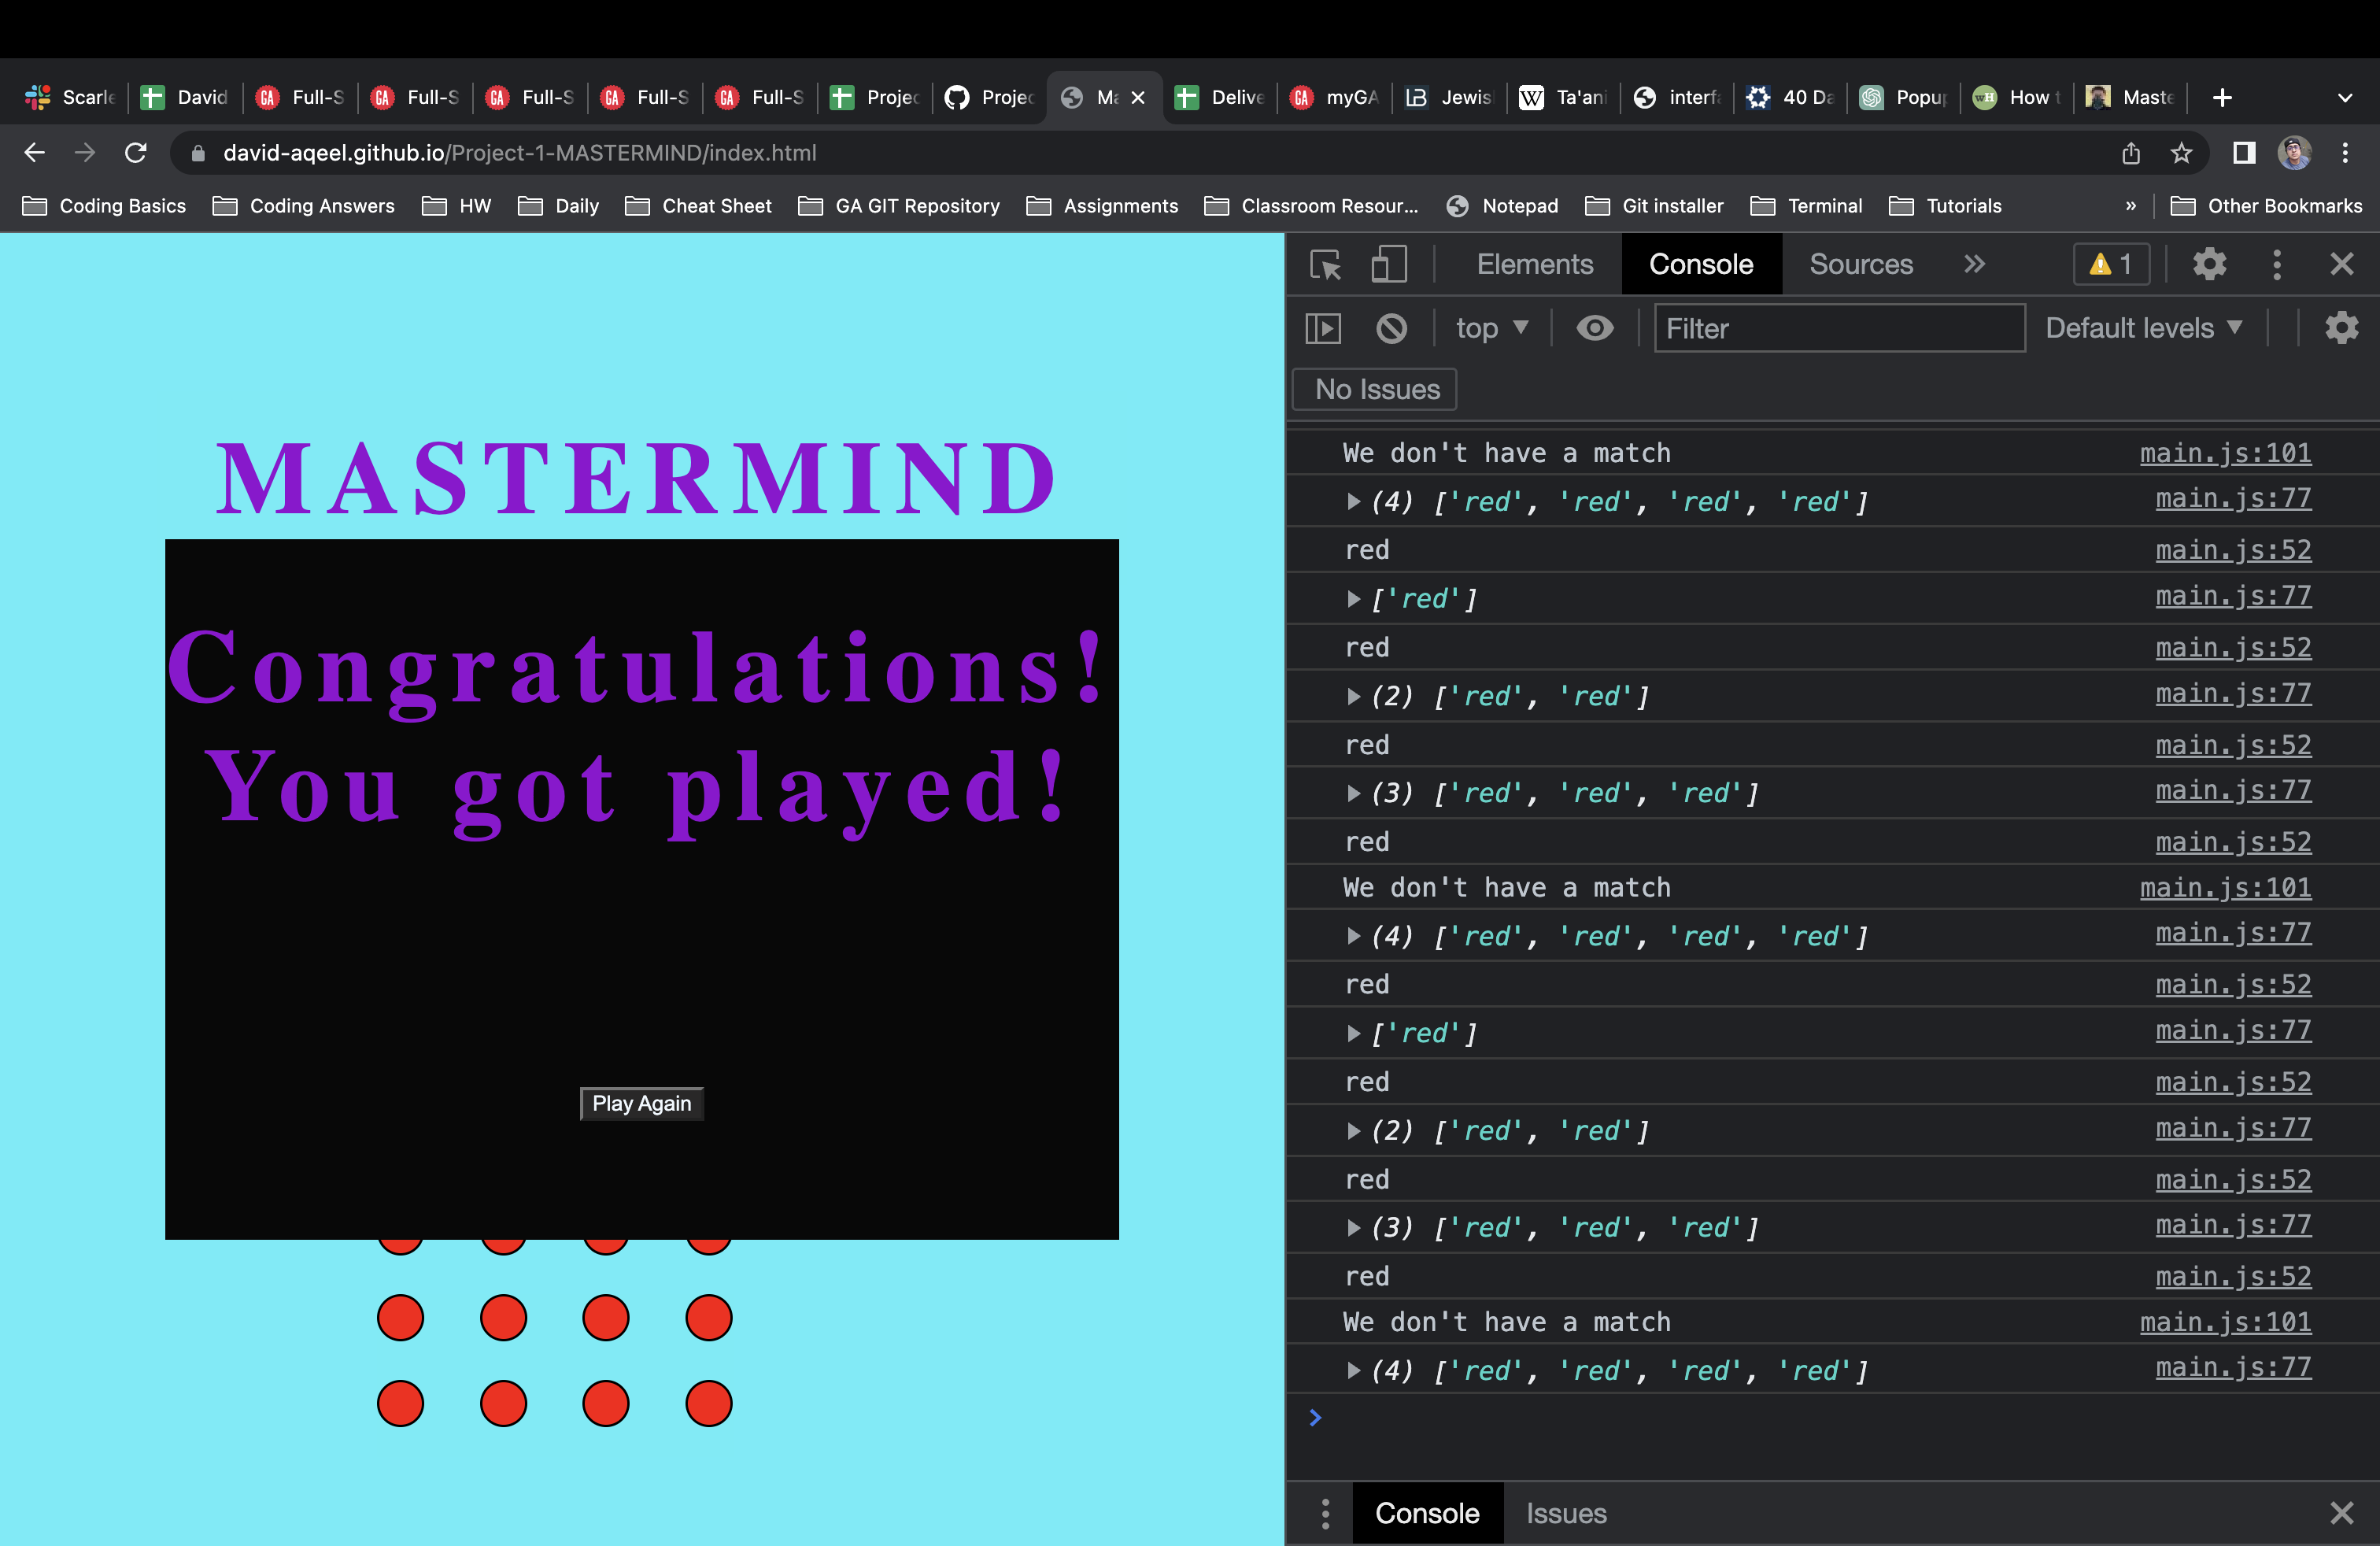 Scarle David Full-S Full-S Full-S Full-S Full-S Projec Projec Ma Delive myGA Jewis Ta'ani interfa 40 Da Popup How t Maste
david-aqeel.github.io/Project-1-MASTERMIND/index.html
Coding Basics Coding Answers HW Daily Cheat Sheet GA GIT Repository Assignments Classroom Resour... Notepad Git installer Terminal Tutorials » Other Bookmarks
MASTERMIND
Congratulations!
You got played!
Play Again
Elements Console Sources » 1
top Filter Default levels
No Issues
We don't have a match main.js:101
(4) ['red', 'red', 'red', 'red'] main.js:77
red main.js:52
['red'] main.js:77
red main.js:52
(2) ['red', 'red'] main.js:77
red main.js:52
(3) ['red', 'red', 'red'] main.js:77
red main.js:52
We don't have a match main.js:101
(4) ['red', 'red', 'red', 'red'] main.js:77
red main.js:52
['red'] main.js:77
red main.js:52
(2) ['red', 'red'] main.js:77
red main.js:52
(3) ['red', 'red', 'red'] main.js:77
red main.js:52
We don't have a match main.js:101
(4) ['red', 'red', 'red', 'red'] main.js:77
Console Issues